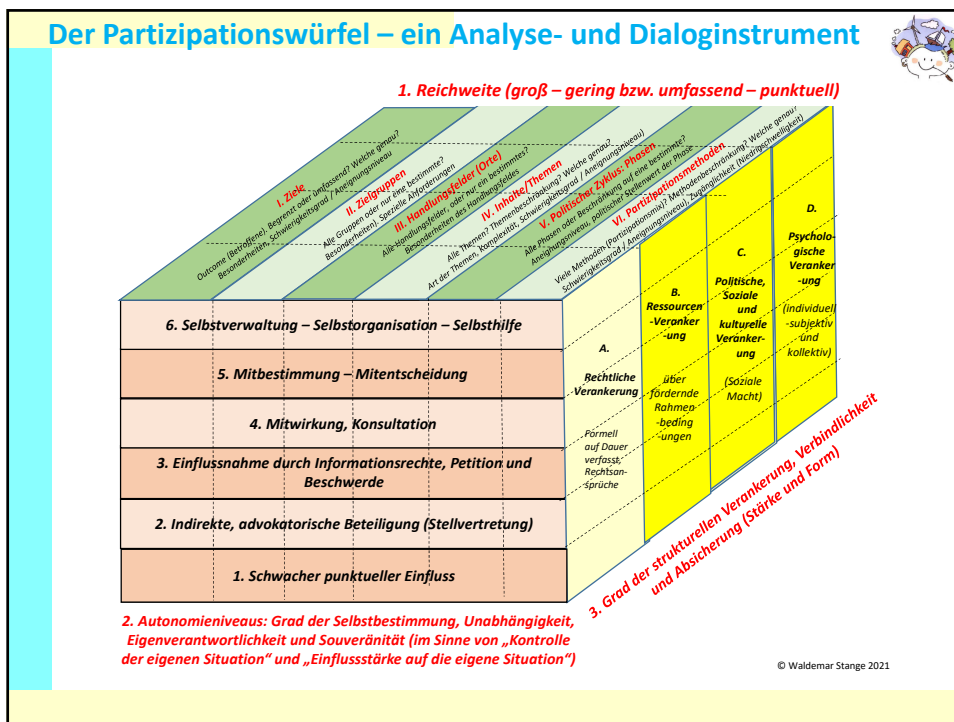 Der Partizipationswürfel – ein Analyse- und Dialoginstrument
1. Reichweite (groß – gering bzw. umfassend – punktuell)
I. Ziele
Outcome (Betroffene). Begrenzt oder umfassend? Welche genau?
Besonderheiten, Schwierigkeitsgrad / Aneignungsniveau
II. Zielgruppen
Alle Gruppen oder nur eine bestimmte?
Besonderheiten). Spezielle Anforderungen
III. Handlungsfelder (Orte)
Alle Handlungsfelder, oder nur ein bestimmtes?
Besonderheiten des Handlungsfeldes
IV. Inhalte/Themen
Alle Themen? Themenbeschränkung? Welche genau?
Art der Themen, Komplexität, Schwierigkeitsgrad / Aneignungsniveau)
V. Politischer Zyklus: Phasen
Alle Phasen oder Beschränkung auf eine bestimmte?
Aneignungsniveau, politischer Stellenwert der Phase
VI. Partizipationsmethoden
Viele Methoden (Partizipationsmix)? Methodenbeschränkung? Welche genau?
Schwierigkeitsgrad / Aneignungsniveau), Zugänglichkeit (Niedrigschwelligkeit)
6. Selbstverwaltung – Selbstorganisation – Selbsthilfe
5. Mitbestimmung – Mitentscheidung
4. Mitwirkung, Konsultation
3. Einflussnahme durch Informationsrechte, Petition und
Beschwerde
2. Indirekte, advokatorische Beteiligung (Stellvertretung)
1. Schwacher punktueller Einfluss
A.
Rechtliche
Verankerung
Formell
auf Dauer
verfasst,
Rechtsan-
sprüche
B.
Ressourcen
-Veranker
-ung
über
fördernde
Rahmen
-beding
-ungen
C.
Politische,
Soziale
und
kulturelle
Veranker-
ung
(Soziale
Macht)
D.
Psycholo-
gische
Veranker
-ung
(individuell
-subjektiv
und
kollektiv)
3. Grad der strukturellen Verankerung, Verbindlichkeit
und Absicherung (Stärke und Form)
2. Autonomieniveaus: Grad der Selbstbestimmung, Unabhängigkeit,
Eigenverantwortlichkeit und Souveränität (im Sinne von „Kontrolle
der eigenen Situation“ und „Einflussstärke auf die eigene Situation“)
© Waldemar Stange 2021